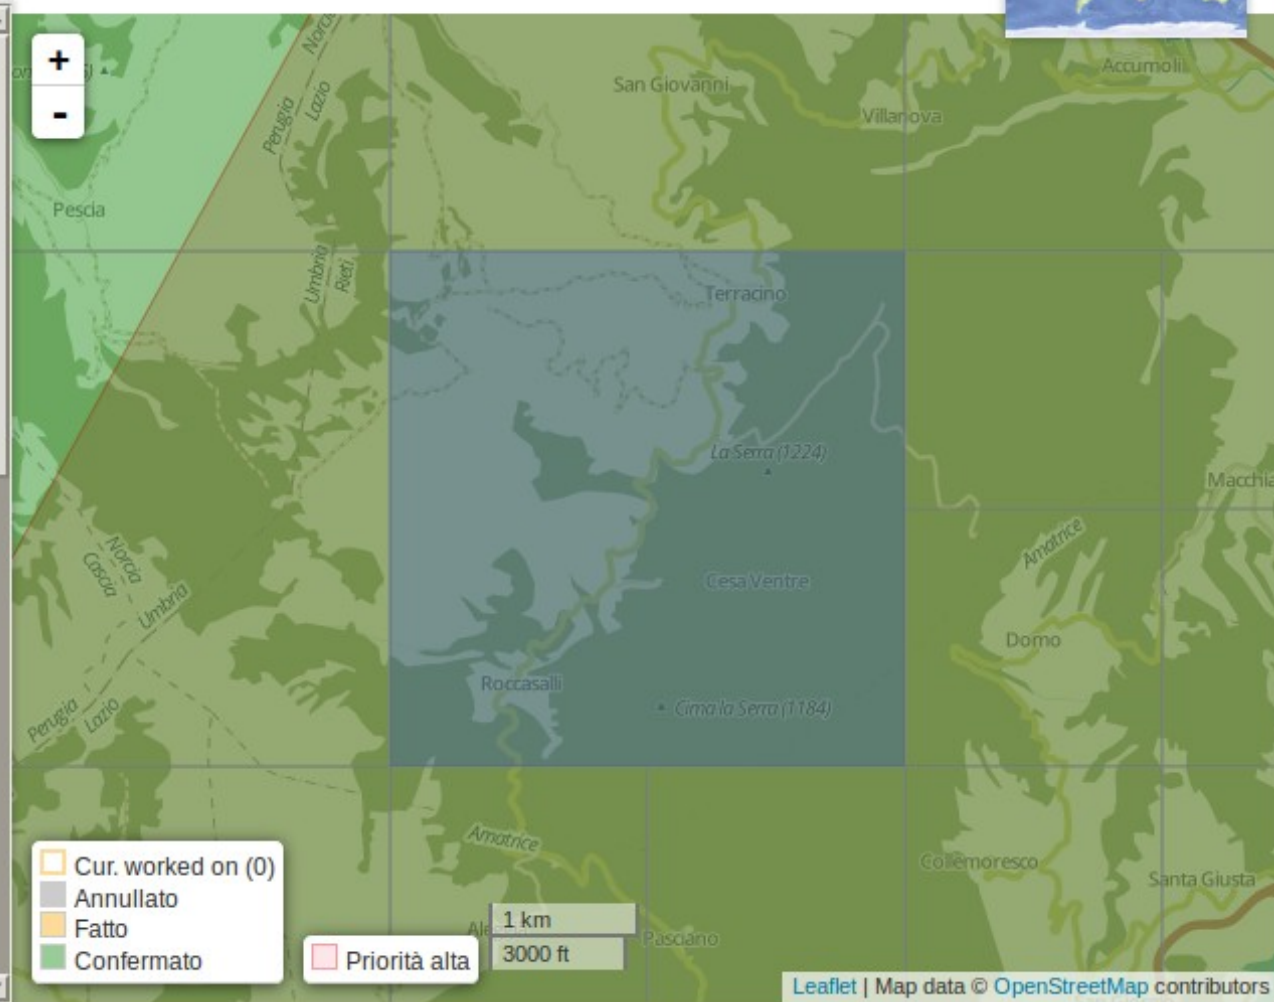 +
-
Norcia
Lazio
Perugia
San Giovanni
Accumoli
Villanova
Pescia
Umbria
Rieti
Terracino
La Serra (1224)
Macchia
Amatrice
Norcia
Cascia
Umbria
Cesa Ventre
Domo
Roccasalli
Cima la Serra (1184)
Perugia
Lazio
Amatrice
Collemoresco
Santa Giusta
Pasciano
Cur. worked on (0)
Annullato
Fatto
Confermato
Priorità alta
1 km
3000 ft
Leaflet | Map data © OpenStreetMap contributors